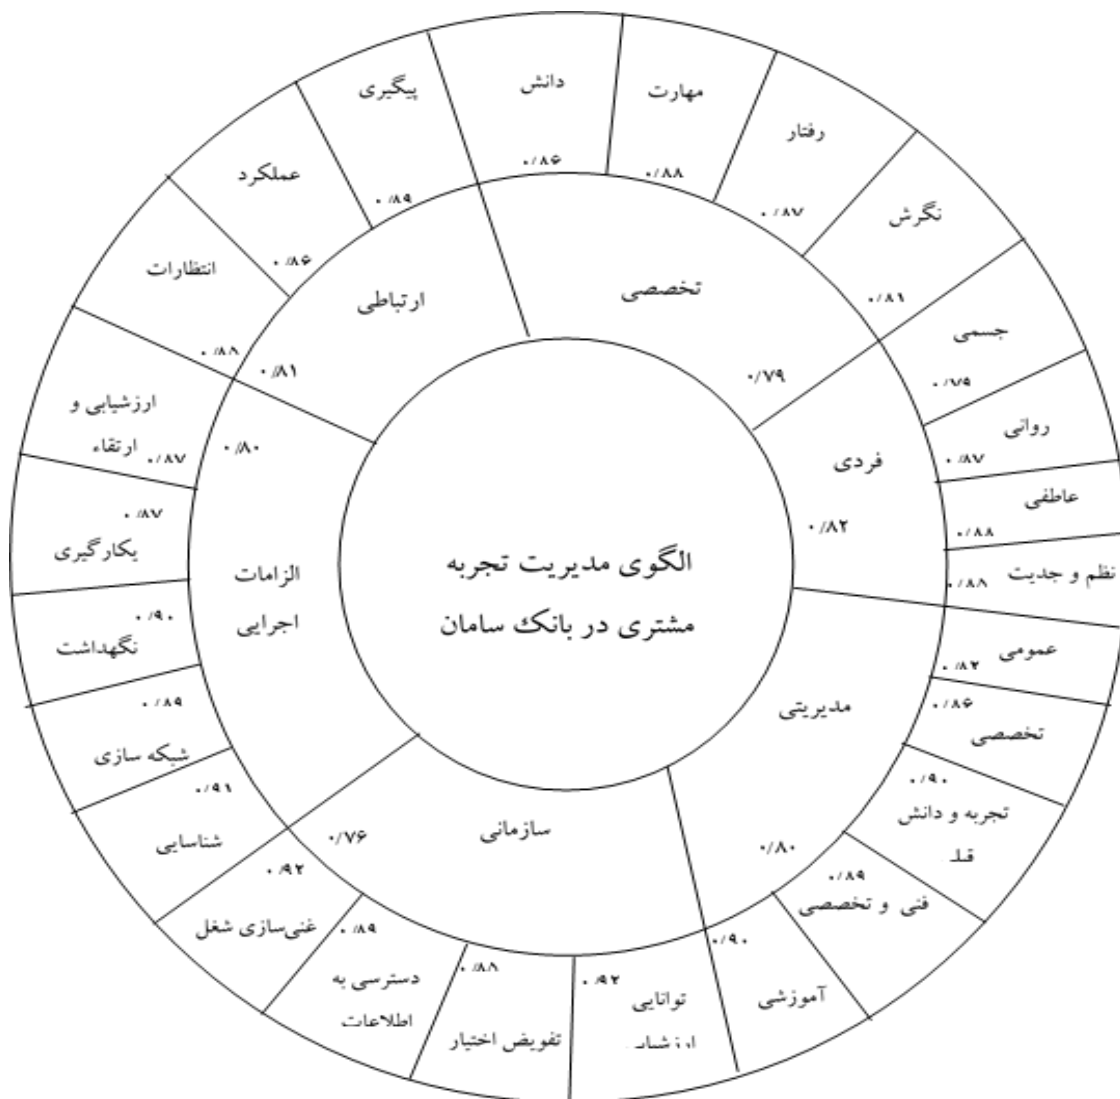 الگوی مدیریت تجربه
مشتری در بانک سامان
تخصصی
۰/۷۹
فردی
۰/۸۲
مدیریتی
۰/۸۰
سازمانی
۰/۷۶
الزامات
اجرایی
۰/۸۰
ارتباطی
۰/۸۱
دانش
۰/۸۶
مهارت
۰/۸۸
رفتار
۰/۸۷
نگرش
۰/۸۱
جسمی
۰/۷۵
روانی
۰/۸۷
عاطفی
۰/۸۸
نظم و جدیت
۰/۸۸
عمومی
۰/۸۲
تخصصی
۰/۸۶
تجربه و دانش
۰/۹۰
فنی و تخصصی
۰/۸۹
آموزشی
۰/۹۰
توانایی
۰/۹۲
تفویض اختیار
۰/۸۸
دسترسی به
اطلاعات
۰/۸۹
غنی‌سازی شغل
۰/۹۲
شناسایی
۰/۹۱
شبکه سازی
۰/۸۹
نگهداشت
۰/۹۰
یکارگیری
۰/۸۷
ارزشیابی و
ارتقاء
۰/۸۷
انتظارات
۰/۸۸
عملکرد
۰/۸۶
پیگیری
۰/۸۹